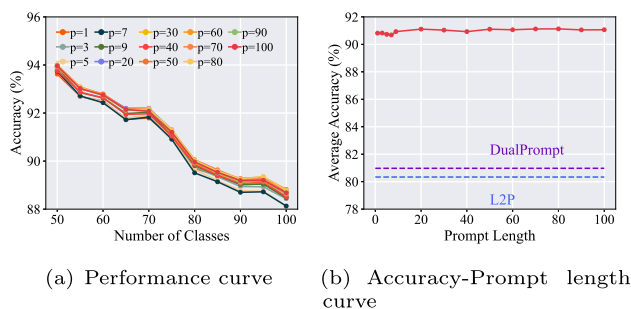 96
94
92
90
88
Accuracy (%)
p=1 p=7 p=30 p=60 p=90
p=3 p=9 p=40 p=70 p=100
p=5 p=20 p=50 p=80
50 60 70 80 90 100
Number of Classes
(a) Performance curve
92
90
88
86
84
82
80
78
Average Accuracy (%)
DualPrompt
L2P
0 20 40 60 80 100
Prompt Length
(b) Accuracy-Prompt length
curve